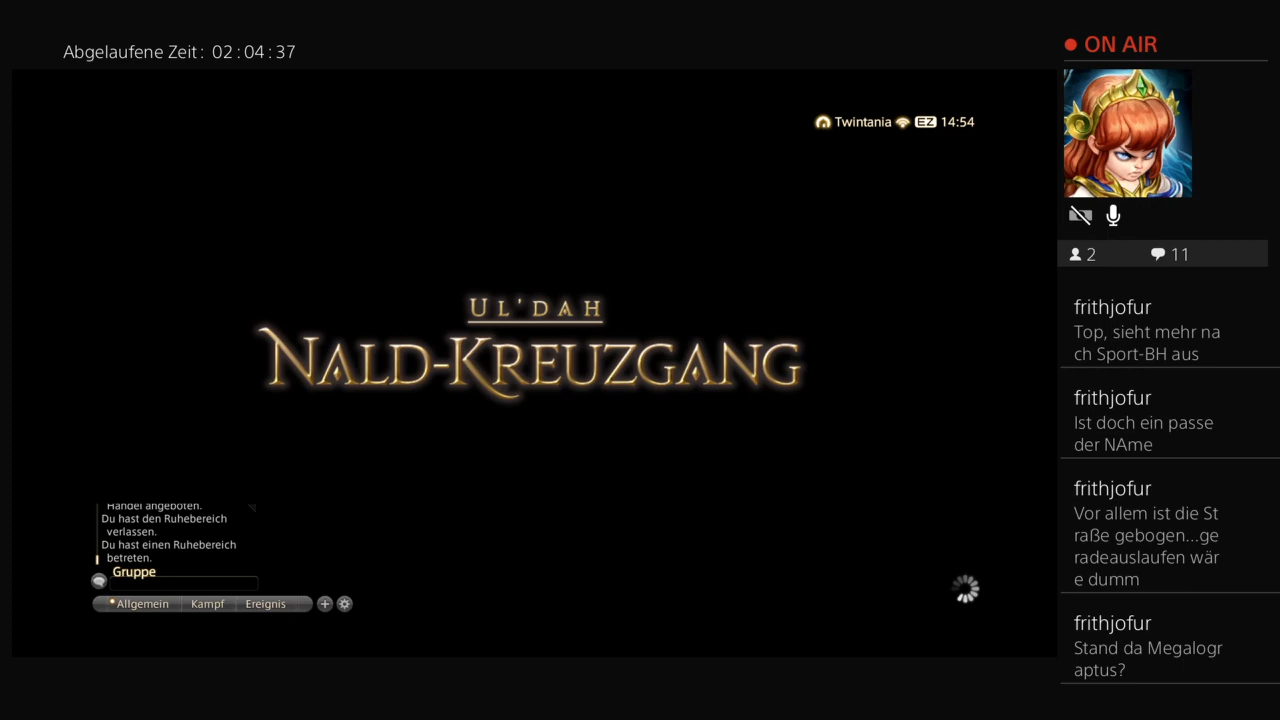 Abgelaufene Zeit: 02:04:37
ON AIR
Twintania EZ 14:54
2 11
UL'DAH
NALD-KREUZGANG
frithjofur
Top, sieht mehr na
ch Sport-BH aus
frithjofur
Ist doch ein passe
der NAme
frithjofur
Vor allem ist die St
raße gebogen...ge
radeauslaufen wär
e dumm
frithjofur
Stand da Megalogr
aptus?
Handel angeboten.
Du hast den Ruhebereich
verlassen.
Du hast einen Ruhebereich
betreten.
Gruppe
Allgemein Kampf Ereignis